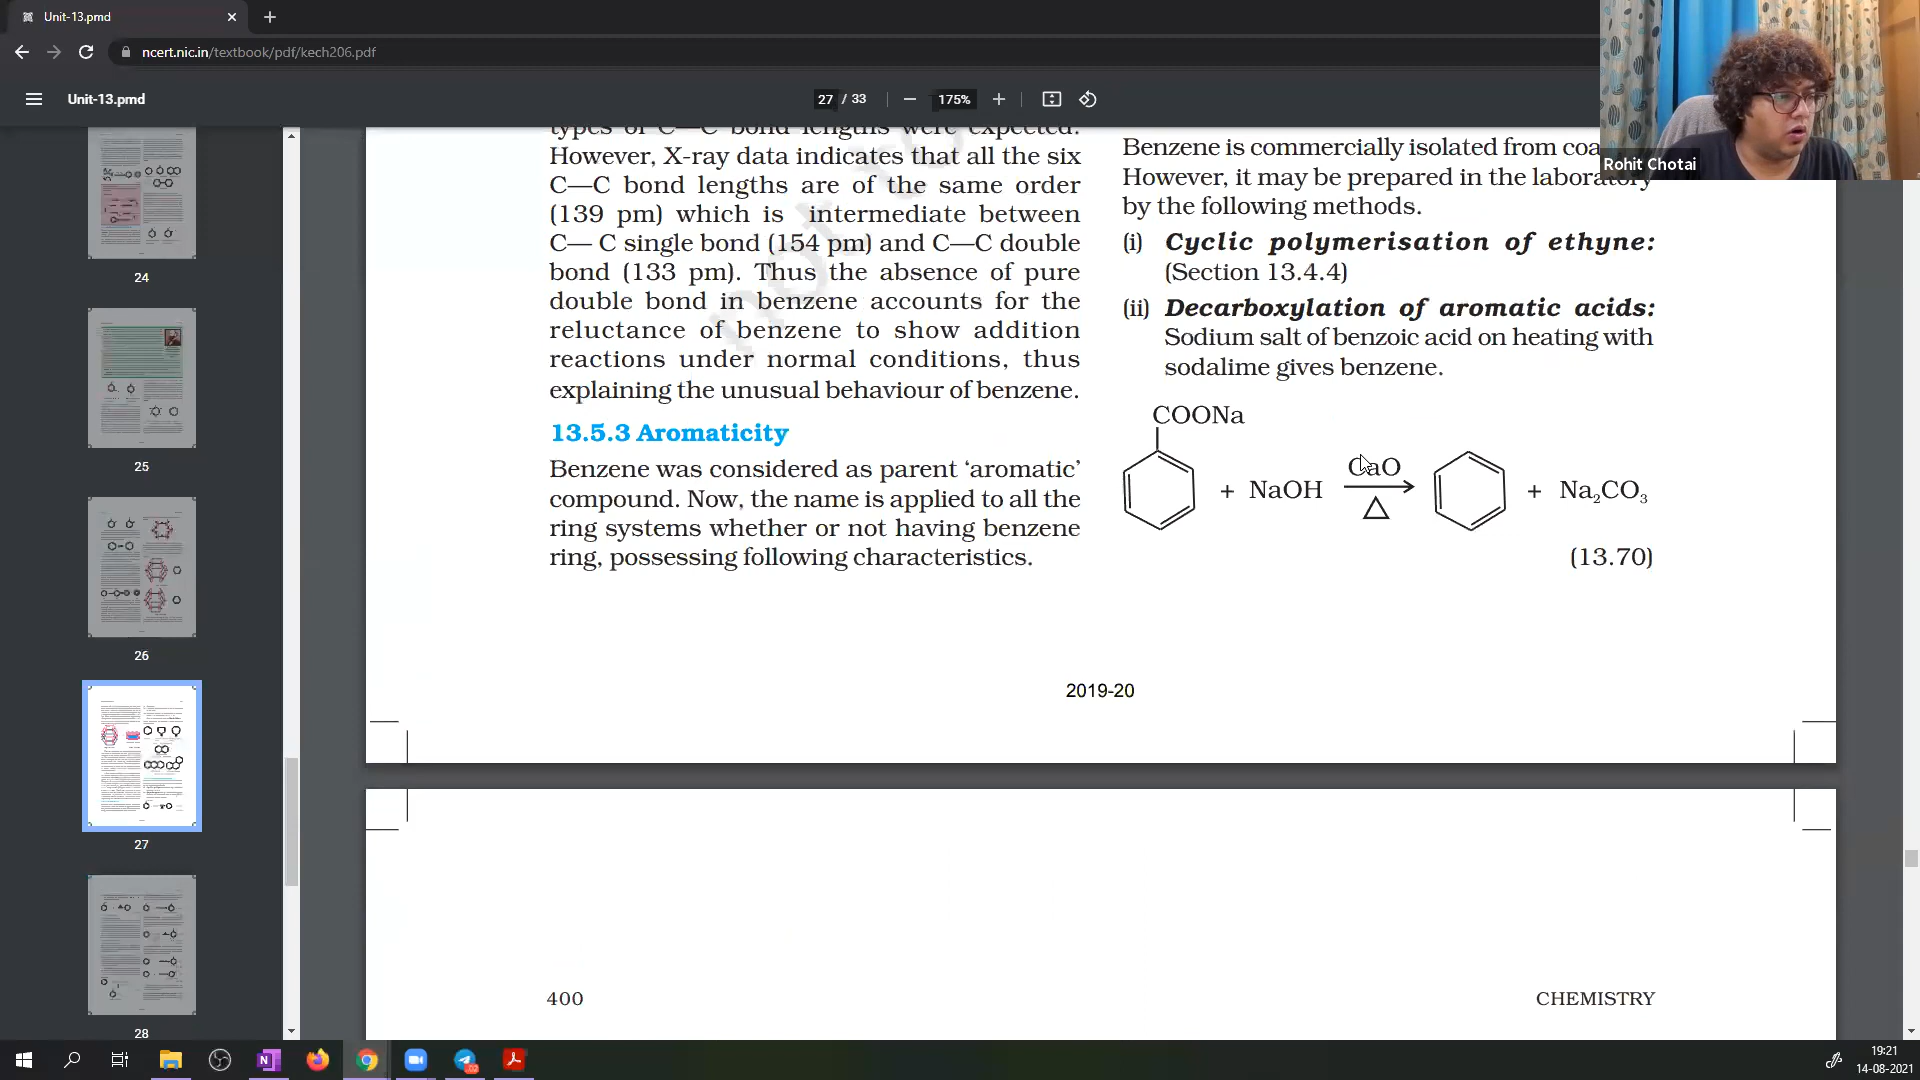 Unit-13.pmd
ncert.nic.in/textbook/pdf/kech206.pdf
Unit-13.pmd
27 / 33
175%
Rohit Chotai
24
25
26
27
28
types of C—C bond lengths were expected.
However, X-ray data indicates that all the six
C—C bond lengths are of the same order
(139 pm) which is intermediate between
C— C single bond (154 pm) and C—C double
bond (133 pm). Thus the absence of pure
double bond in benzene accounts for the
reluctance of benzene to show addition
reactions under normal conditions, thus
explaining the unusual behaviour of benzene.
13.5.3 Aromaticity
Benzene was considered as parent ‘aromatic’
compound. Now, the name is applied to all the
ring systems whether or not having benzene
ring, possessing following characteristics.
not to
Benzene is commercially isolated from
However, it may be prepared in the laboratory
by the following methods.
(i) Cyclic polymerisation of ethyne:
(Section 13.4.4)
(ii) Decarboxylation of aromatic acids:
Sodium salt of benzoic acid on heating with
sodalime gives benzene.
COONa
+ NaOH CaO △ + Na₂CO₃
(13.70)
2019-20
400
CHEMISTRY
19:21
14-08-2021